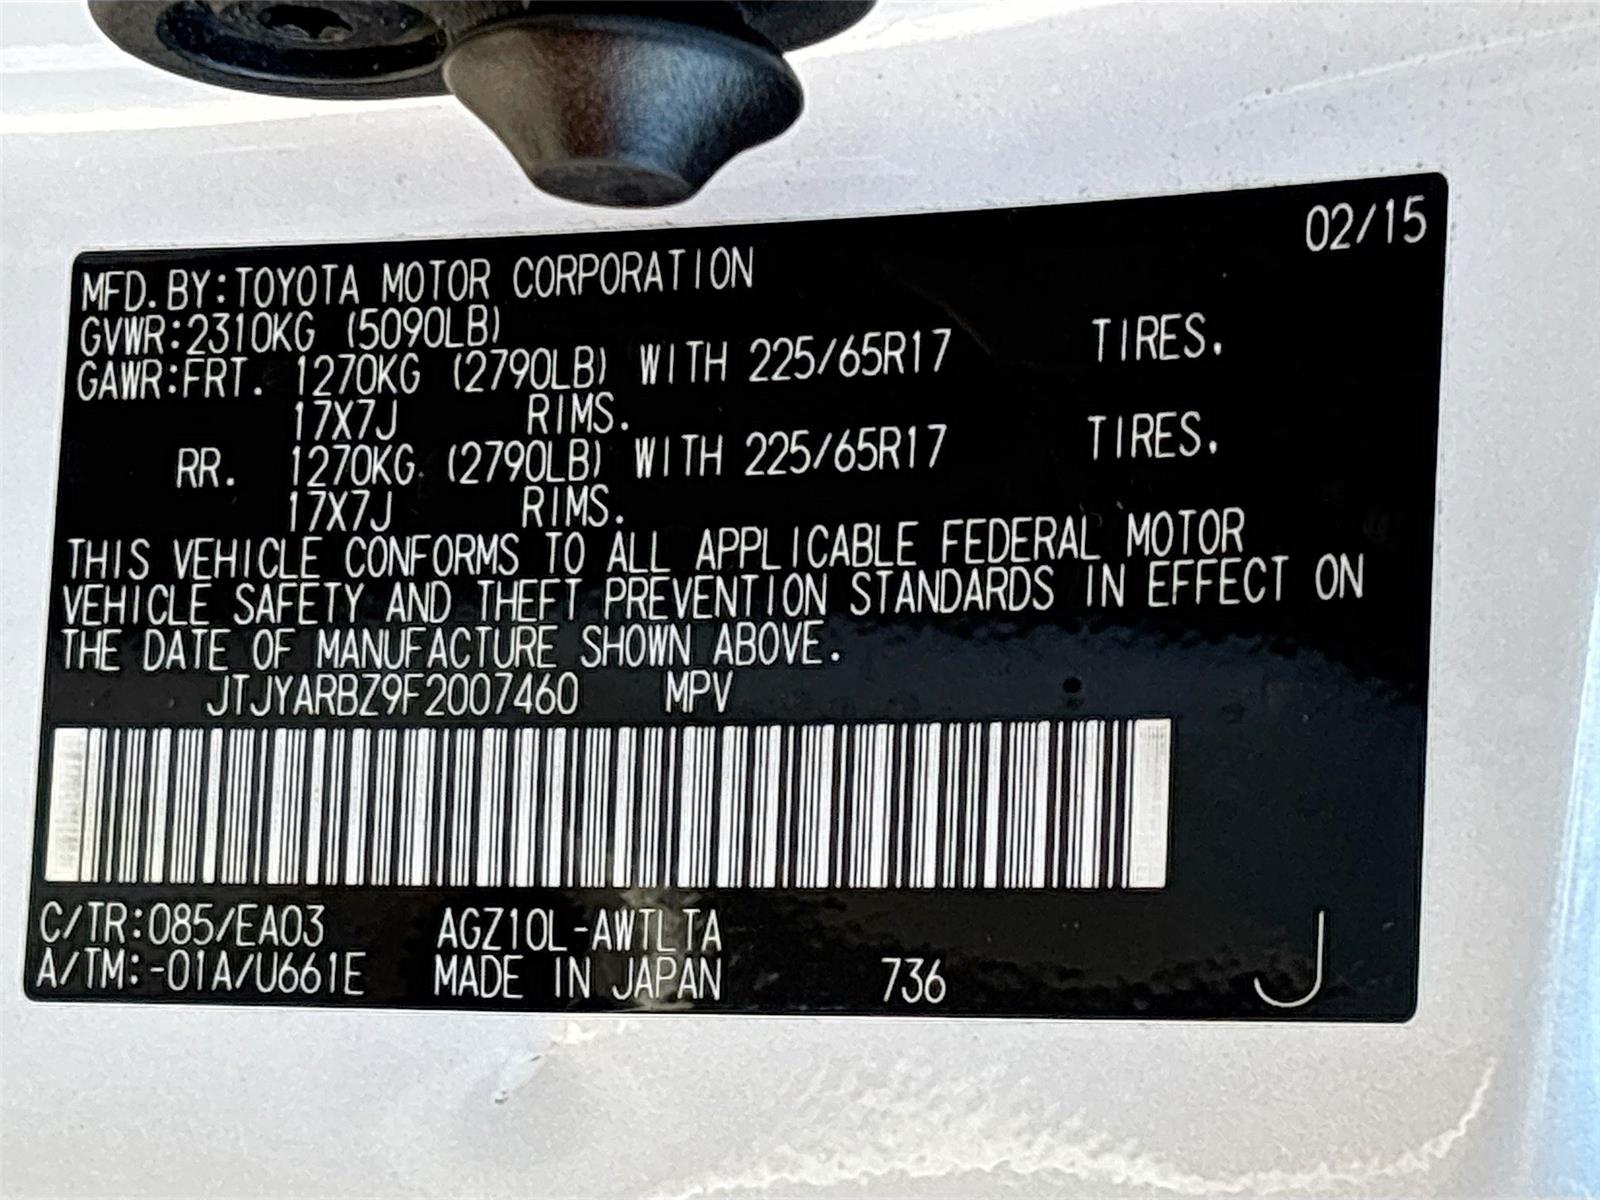 02/15
MFD. BY:TOYOTA MOTOR CORPORATION
GVWR:2310KG (5090LB)
GAWR:FRT. 1270KG (2790LB) WITH 225/65R17 TIRES.
17X7J RIMS.
RR. 1270KG (2790LB) WITH 225/65R17 TIRES.
17X7J RIMS.
THIS VEHICLE CONFORMS TO ALL APPLICABLE FEDERAL MOTOR
VEHICLE SAFETY AND THEFT PREVENTION STANDARDS IN EFFECT ON
THE DATE OF MANUFACTURE SHOWN ABOVE.
JTJYARBZ9F2007460 MPV
C/TR:085/EA03 AGZ10L-AWTLTA
A/TM:-01A/U661E MADE IN JAPAN 736 J